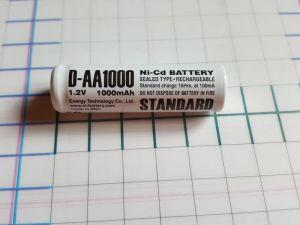 D-AA1000
1.2V 1000mAh
Energy Technology Co., Ltd.
Ni-Cd BATTERY
SEALED TYPE • RECHARGEABLE
Standard charge 16Hrs. at 100mA
DO NOT DISPOSE OF BATTERY IN FIRE
STANDARD